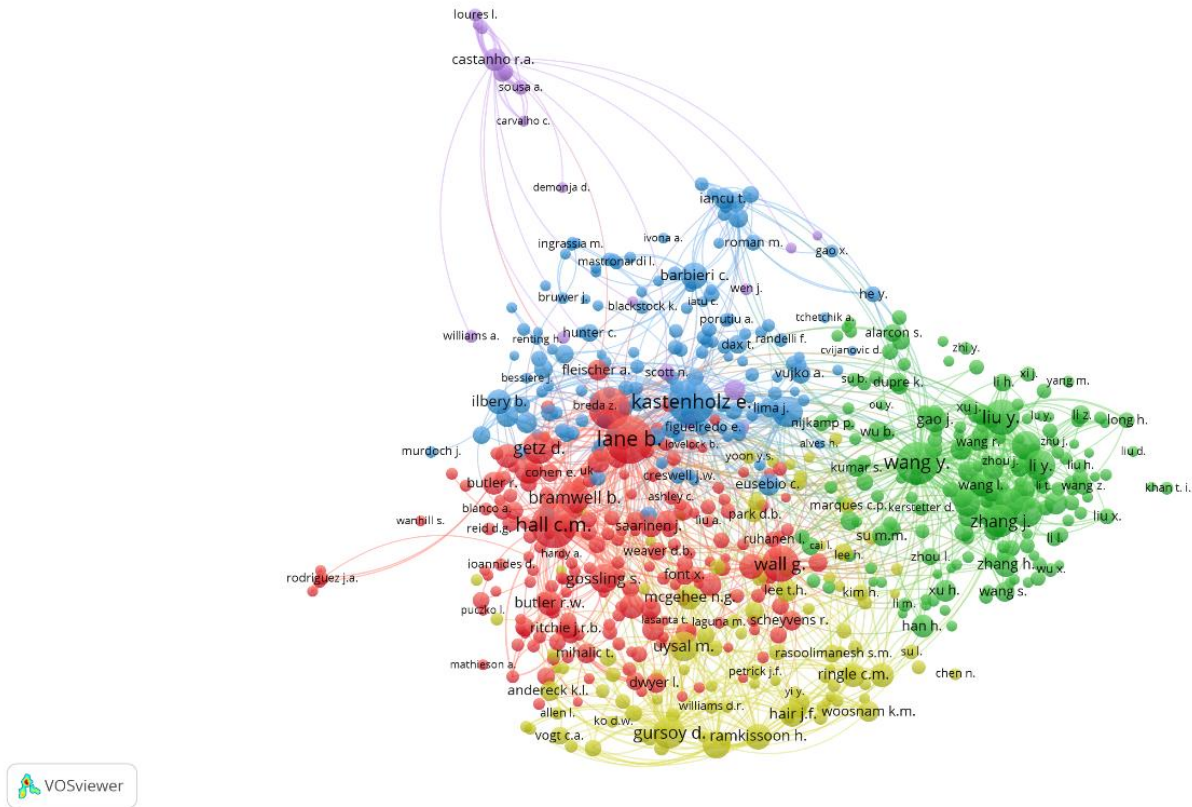 loures l.
castanho r.a.
sousa a.
carvalho c.
demonja d.
iancu t.
ingrassia m.
ivona a.
roman m.
gao x.
mastronardi l.
barbieri c.
wen j.
he y.
bruwer j.
blackstock k.
iatu c.
porutiu a.
tchetchik a.
williams a.
renting h.
hunter c.
dax t.
randelli f.
alarcon s.
cvijanovic d.
zhi y.
bessiere j.
fleischer a.
scott n.
vujko a.
su b.
dupre k.
li h.
xi j.
yang m.
ilbery b.
breda z.
kastenholz e.
lima j.
ou y.
gao j.
xu j.
liu y.
lu y.
li z.
long h.
figueiredo e.
nijkamp p.
wu b.
wang r.
zhu j.
murdoch j.
getz d.
lane b.
lovelock b.
yoon y.s.
alves h.
kumar s.
wang y.
zhou j.
li y.
liu h.
liu d.
cohen e.
uk
creswell j.w.
eusebio c.
butler r.
wang l.
li t.
wang z.
khan t. i.
blanco a.
bramwell b.
ashley c.
marques c.p.
kerstetter d.
wanhill s.
reid d.g.
hall c.m.
saarinen j.
liu a.
park d.b.
zhang j.
liu x.
su m.m.
li l.
hardy a.
weaver d.b.
ruhanen l.
cai l.
lee h.
zhou l.
ioannides d.
wall g.
zhang h.
wu x.
rodriguez j.a.
gossling s.
font x.
lee t.h.
kim h.
xu h.
wang s.
puczko l.
butler r.w.
mcgehee n.g.
li m.
ritchie j.r.b.
lasanta t.
laguna m.
scheyvens r.
han h.
mathieson a.
mihalic t.
uysal m.
rasoolimanesh s.m.
su l.
petrick j.f.
ringle c.m.
chen n.
andereck k.l.
dwyer l.
yi y.
allen l.
ko d.w.
williams d.r.
hair j.f.
woosnam k.m.
vogt c.a.
gursoy d.
ramkissoon h.
VOSviewer